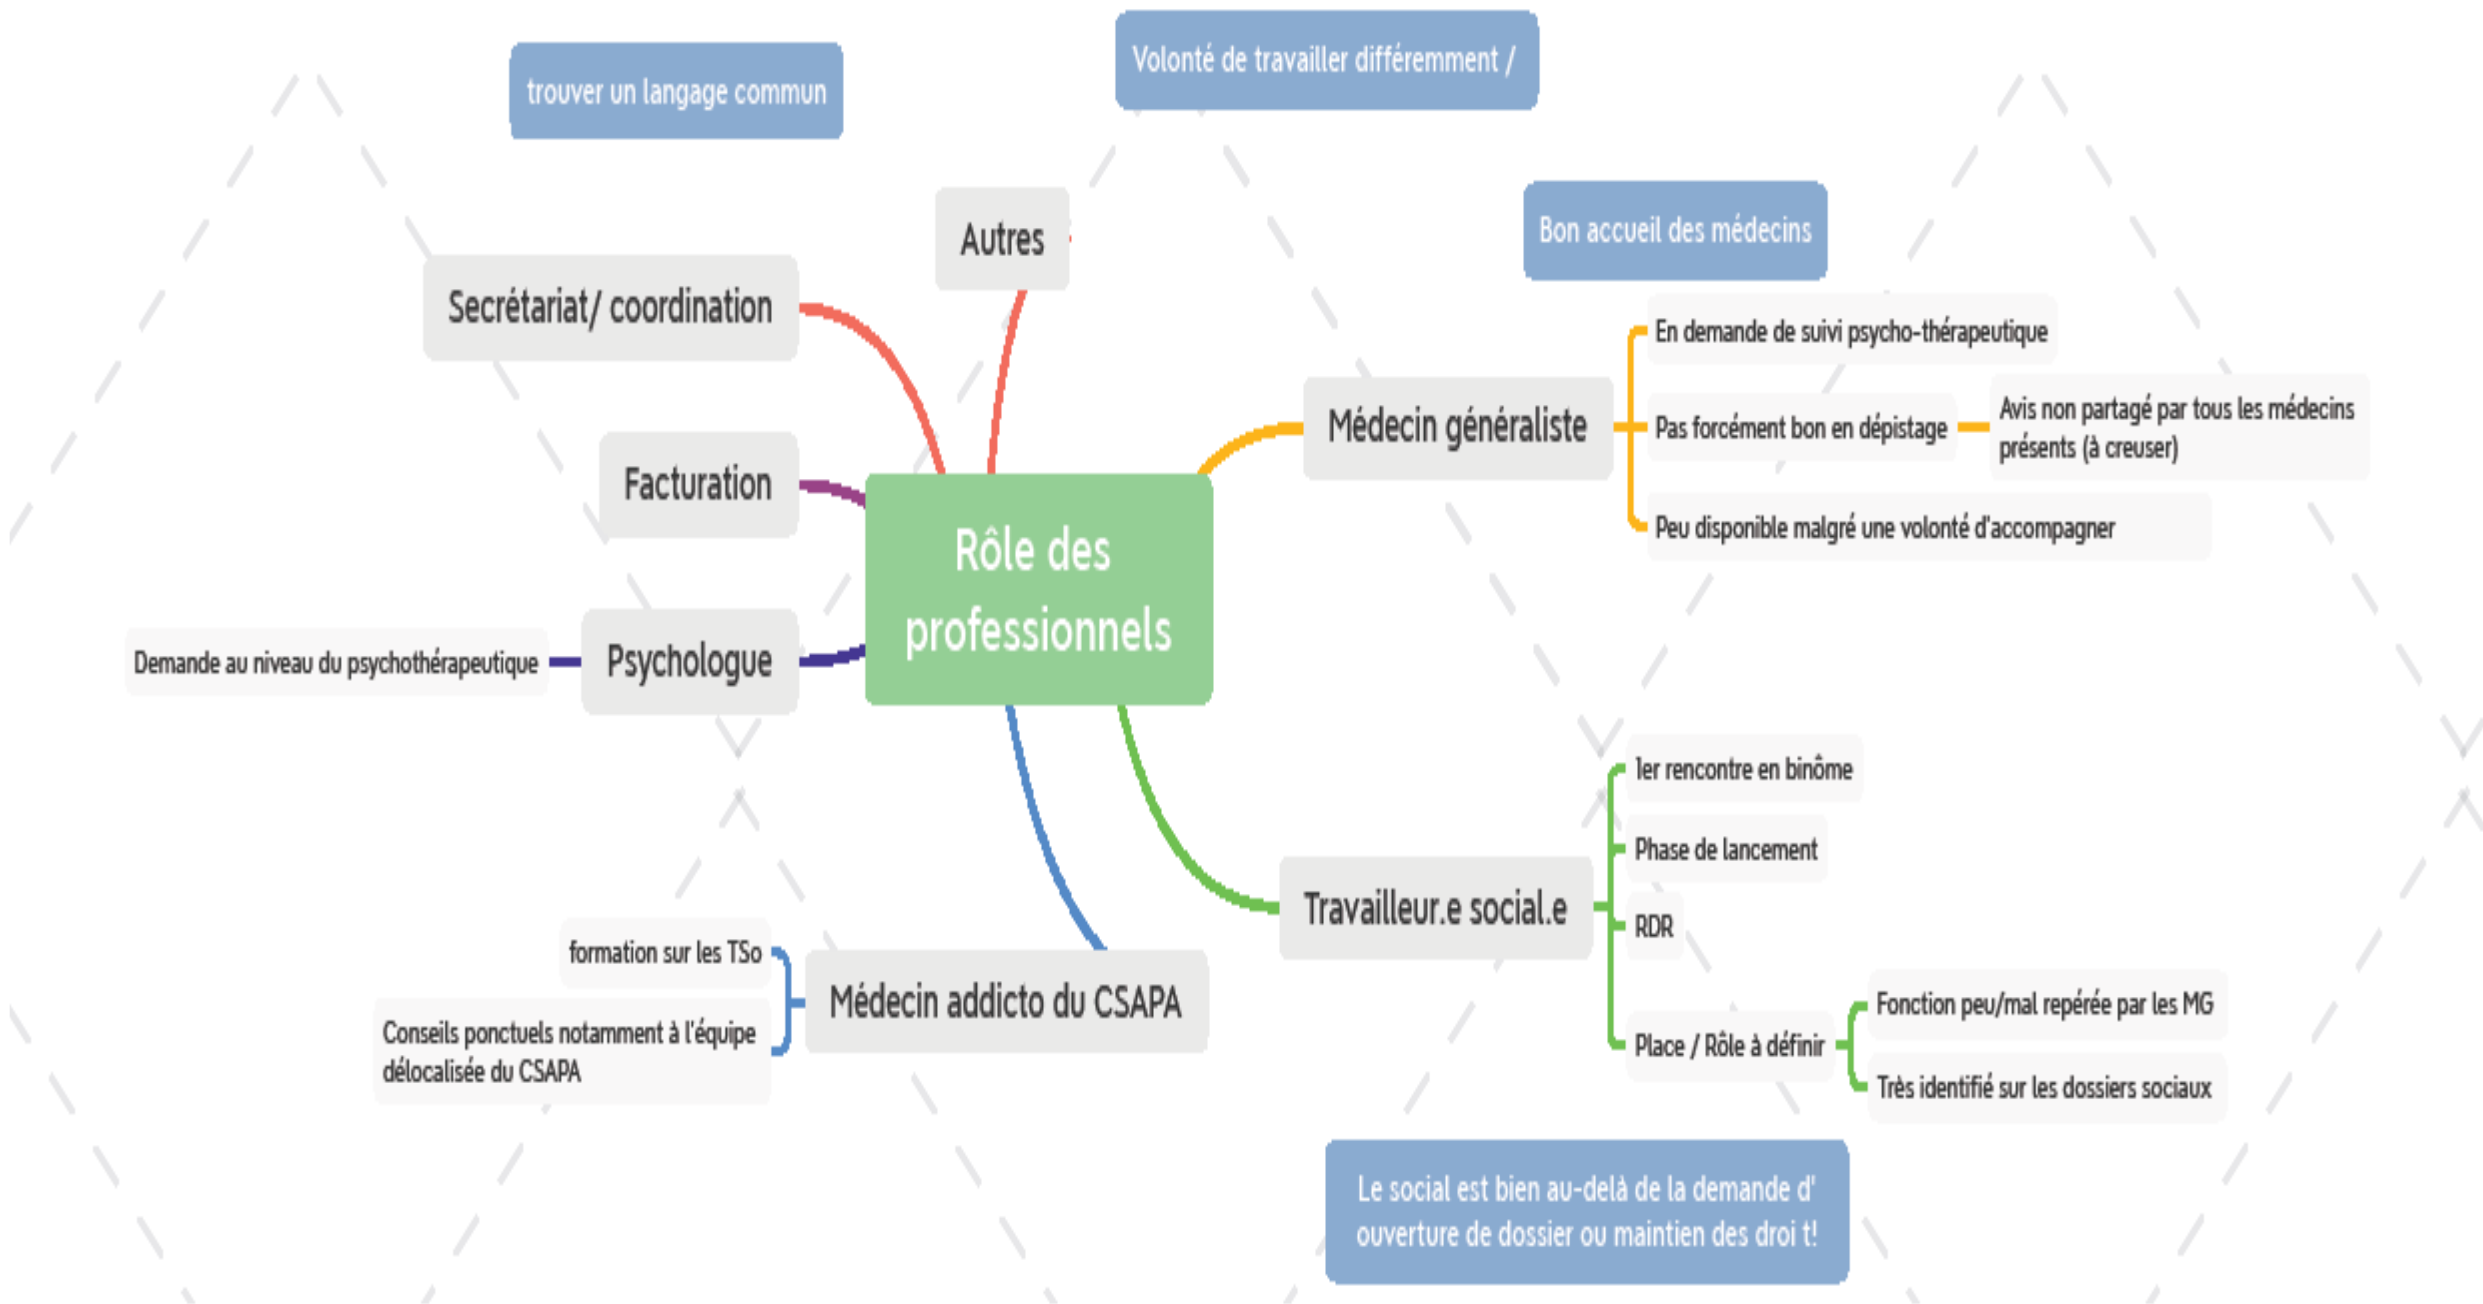 Volonté de travailler différemment /
trouver un langage commun
Autres
Bon accueil des médecins
Secrétariat/ coordination
Facturation
Psychologue
Demande au niveau du psychothérapeutique
Rôle des
professionnels
Médecin généraliste
En demande de suivi psycho-thérapeutique
Pas forcément bon en dépistage
Avis non partagé par tous les médecins
présents (à creuser)
Peu disponible malgré une volonté d'accompagner
Travailleur.e social.e
1er rencontre en binôme
Phase de lancement
RDR
Place / Rôle à définir
Fonction peu/mal repérée par les MG
Très identifié sur les dossiers sociaux
Médecin addicto du CSAPA
formation sur les TSo
Conseils ponctuels notamment à l'équipe
délocalisée du CSAPA
Le social est bien au-delà de la demande d'
ouverture de dossier ou maintien des droi t!